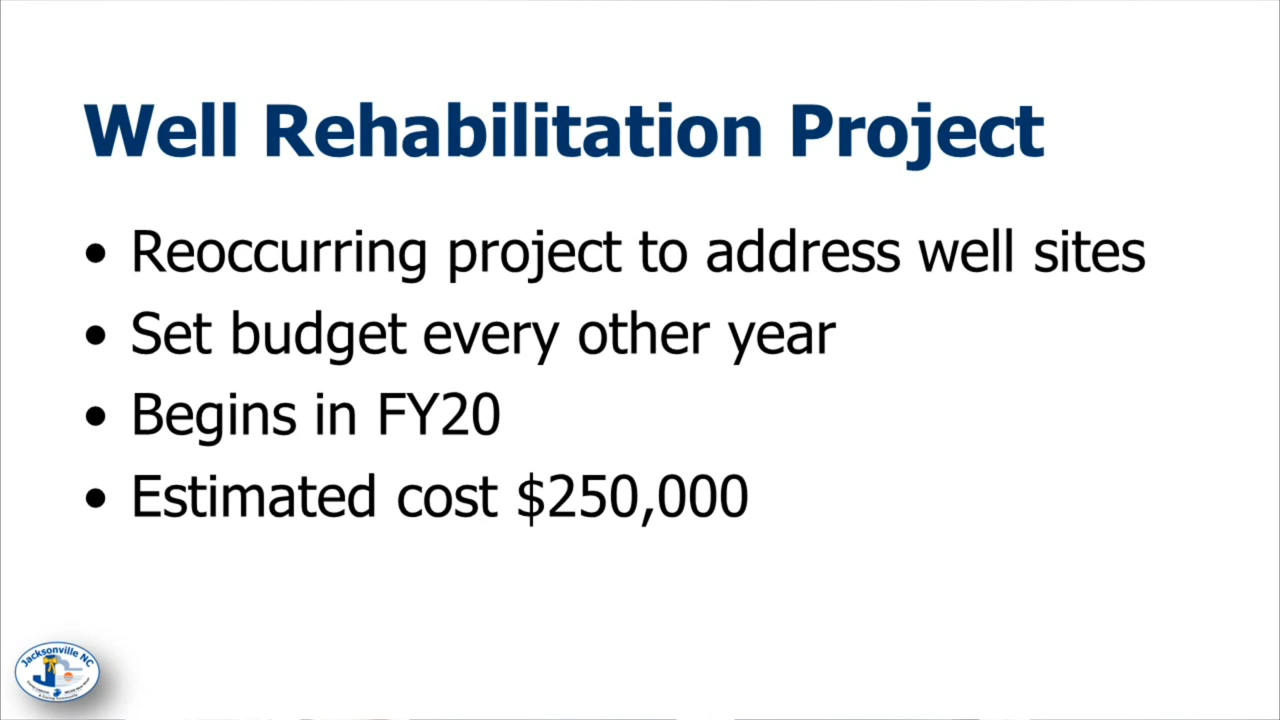 Well Rehabilitation Project
• Reoccurring project to address well sites
• Set budget every other year
• Begins in FY20
• Estimated cost $250,000
Jacksonville NC